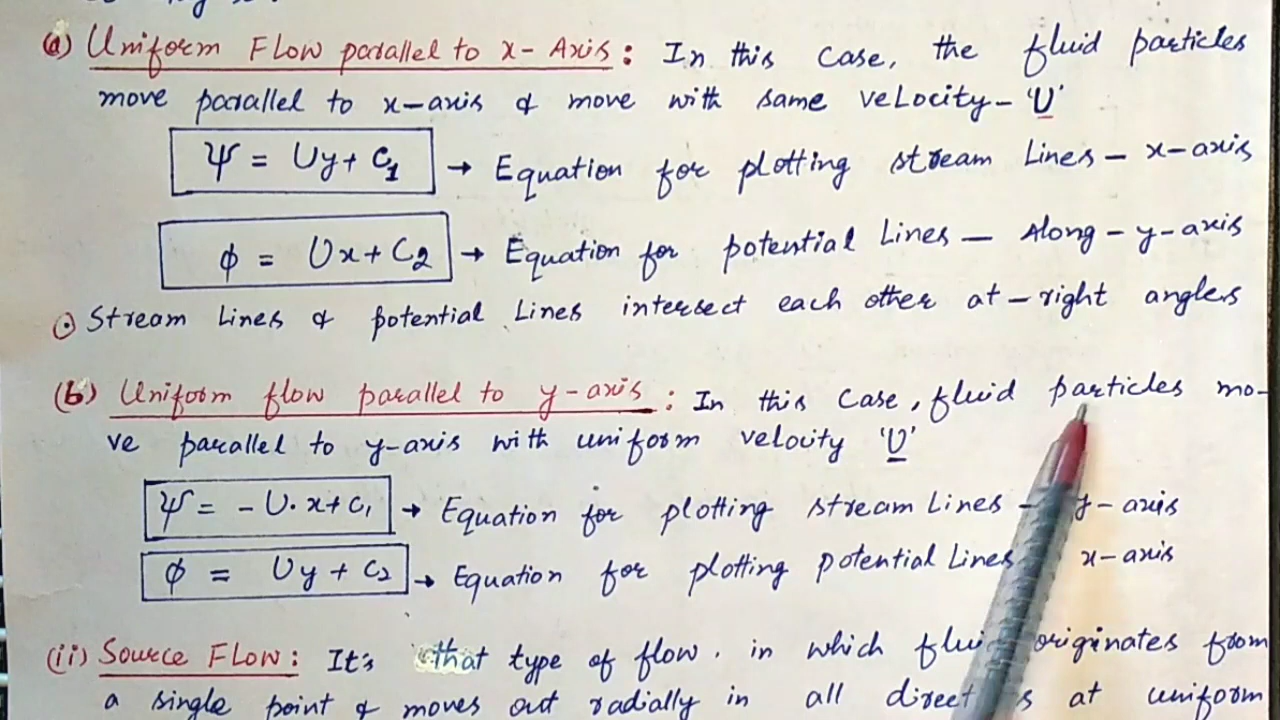 (a) Uniform Flow parallel to x-Axis: In this case, the fluid particles
move parallel to x-axis & move with same velocity-'U'
Ψ = Uy + C1 → Equation for plotting stream Lines - x-axis
ϕ = Ux + C2 → Equation for potential Lines - Along-y-axis
⊙ Stream Lines & potential Lines intersect each other at-right angles
(b) Uniform flow parallel to y-axis: In this case, fluid particles mo-
ve parallel to y-axis with uniform velocity 'U'
Ψ = - U. x + C1 → Equation for plotting stream Lines - y-axis
ϕ = Uy + C2 → Equation for plotting potential Lines x-axis
(ii) Source Flow: It's that type of flow. in which originates from
a single point & moves out radially in all at uniform